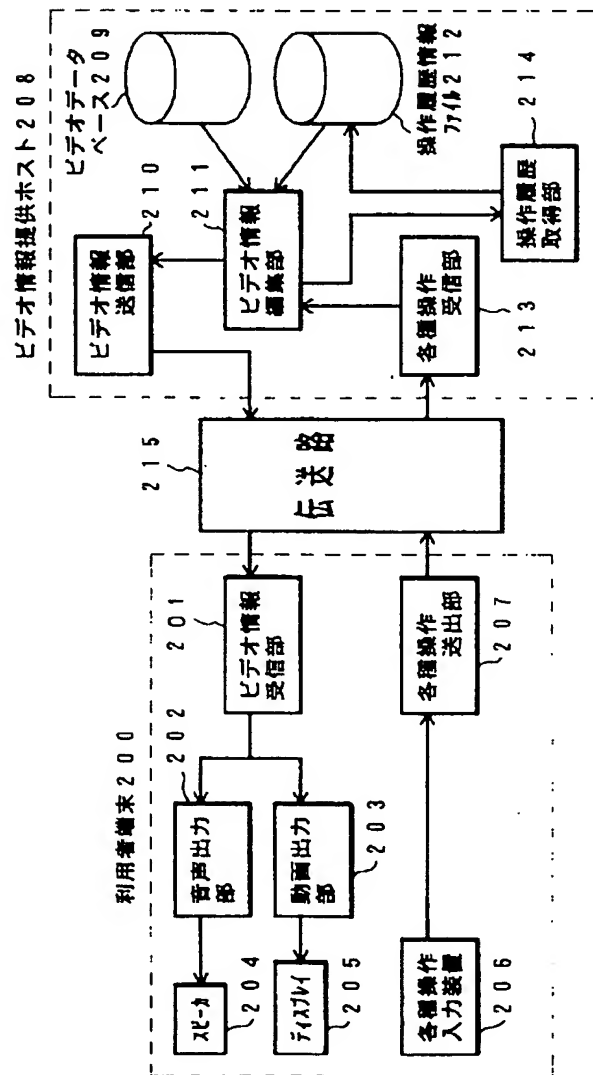 ビデオ情報提供ホスト208
ビデオデータ
ベース209
210
ビデオ情報
送信部
211
ビデオ情報
編集部
操作履歴情報
ファイル212
各種操作
受信部
213
214
操作履歴
取得部
215
伝送路
利用者端末200
201
ビデオ情報
受信部
202
音声出力
部
動画出力
部
203
スピーカ
204
ディスプレイ
205
各種操作
入力装置
206
各種操作
送出部
207